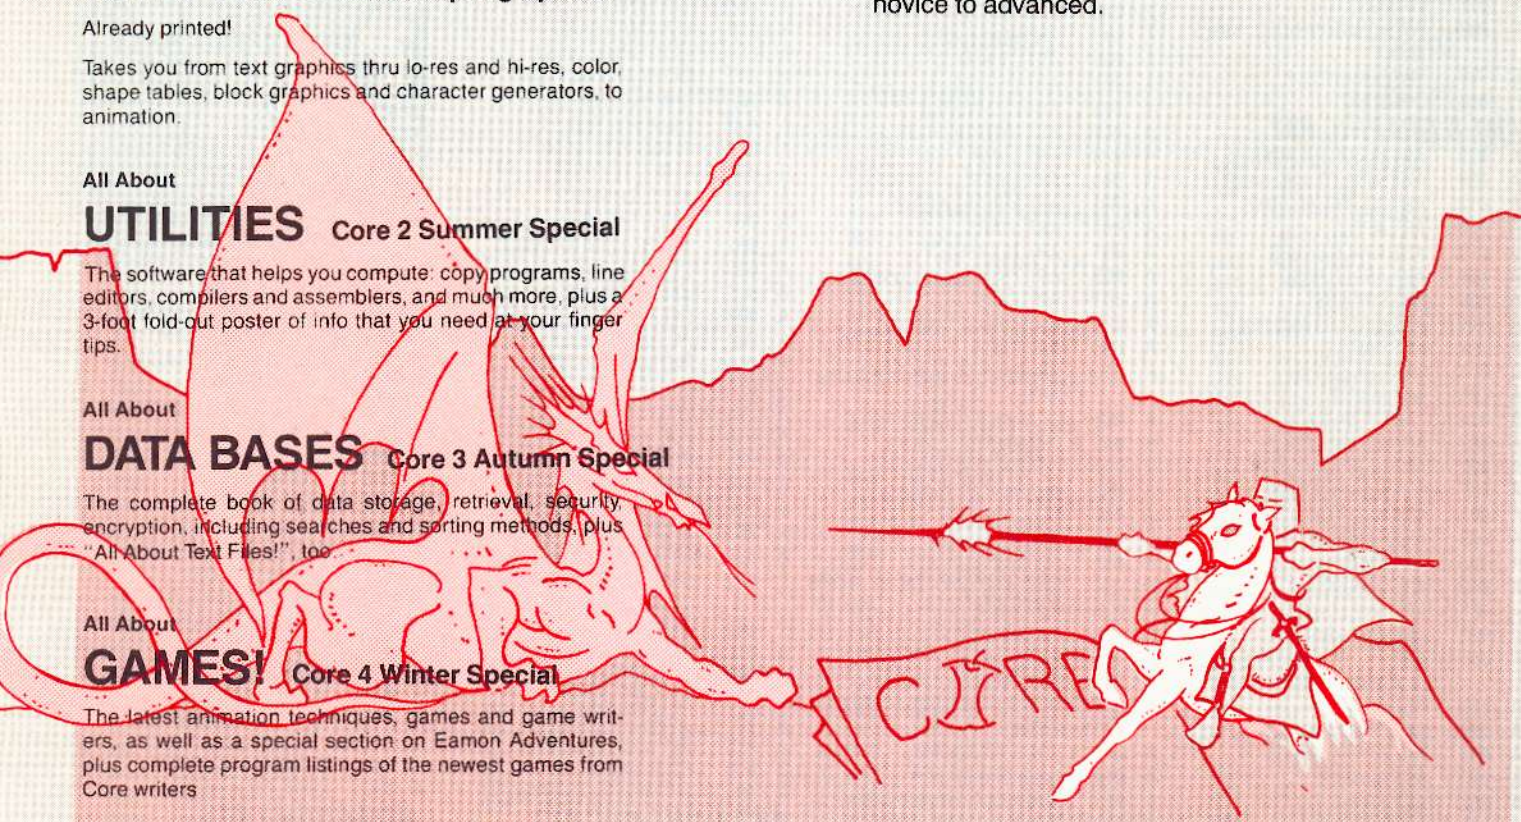 Already printed!
Takes you from text graphics thru lo-res and hi-res, color,
shape tables, block graphics and character generators, to
animation.
All About
UTILITIES Core 2 Summer Special
The software that helps you compute: copy programs, line
editors, compilers and assemblers, and much more, plus a
3-foot fold-out poster of info that you need at your finger
tips.
All About
DATA BASES Core 3 Autumn Special
The complete book of data storage, retrieval, security,
encryption, including searches and sorting methods, plus
"All About Text Files!", too
All About
GAMES! Core 4 Winter Special
The latest animation techniques, games and game writ-
ers, as well as a special section on Eamon Adventures,
plus complete program listings of the newest games from
Core writers
novice to advanced.
CORE